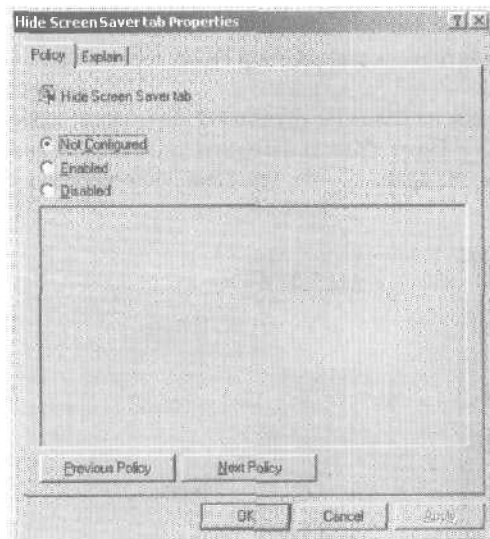 Hide Screen Saver tab Properties
Policy Explain
Hide Screen Saver tab
Not Configured
Enabled
Disabled
Previous Policy Next Policy
OK Cancel Apply